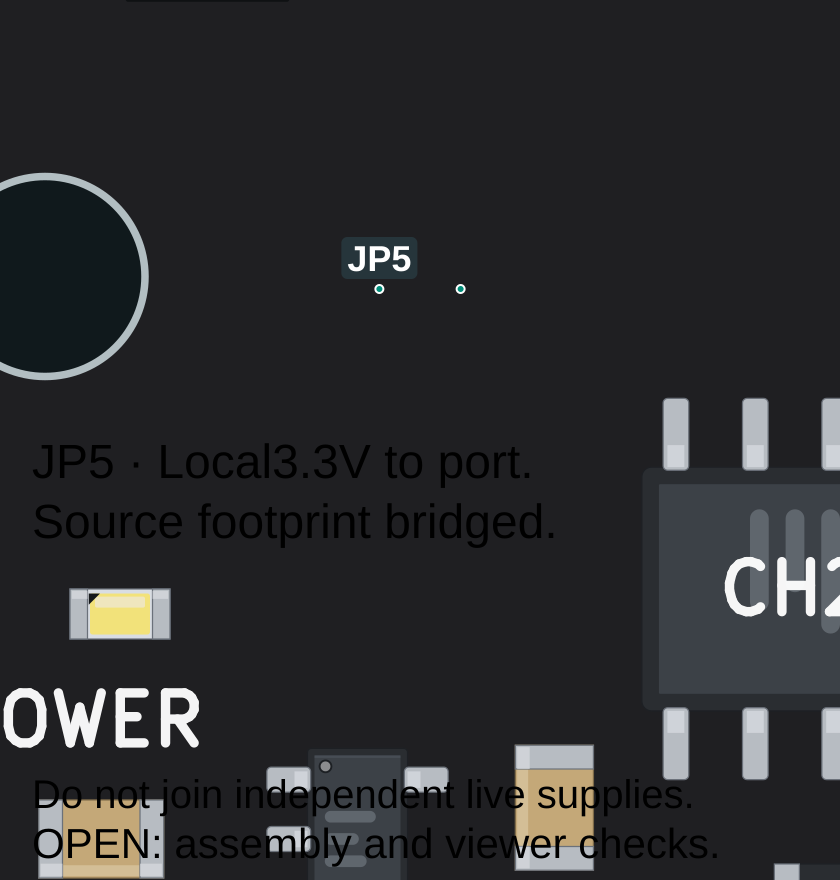 JP5
JP5 · Local3.3V to port.
Source footprint bridged.
CH2
OWER
Do not join independent live supplies.
OPEN: assembly and viewer checks.